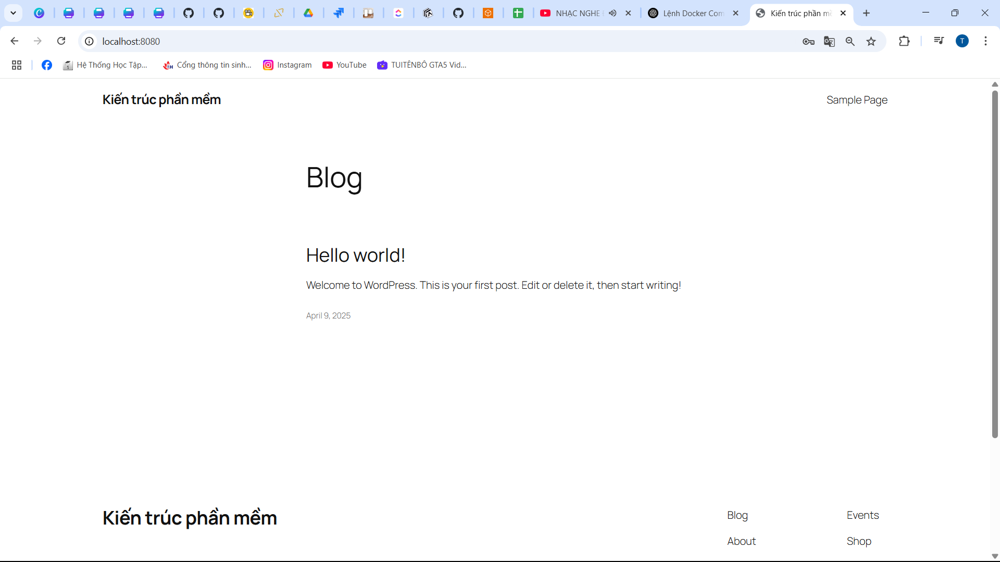 NHẠC NGHE
Lệnh Docker Com
Kiến trúc phần mề
localhost:8080
T
Hệ Thống Học Tập...
Cổng thông tin sinh...
Instagram
YouTube
TUITÊNBÔ GTA5 Vid...
Kiến trúc phần mềm
Sample Page
Blog
Hello world!
Welcome to WordPress. This is your first post. Edit or delete it, then start writing!
April 9, 2025
Kiến trúc phần mềm
Blog
Events
About
Shop